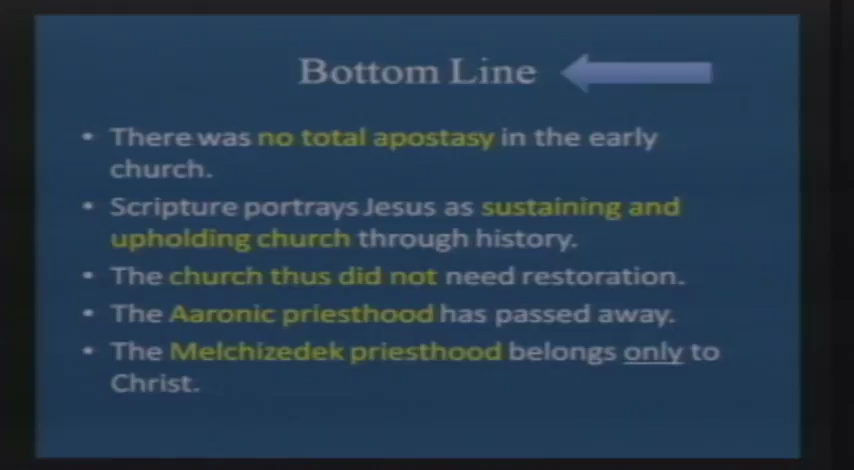 Bottom Line
• There was no total apostasy in the early
church.
• Scripture portrays Jesus as sustaining and
upholding church through history.
• The church thus did not need restoration.
• The Aaronic priesthood has passed away.
• The Melchizedek priesthood belongs only to
Christ.